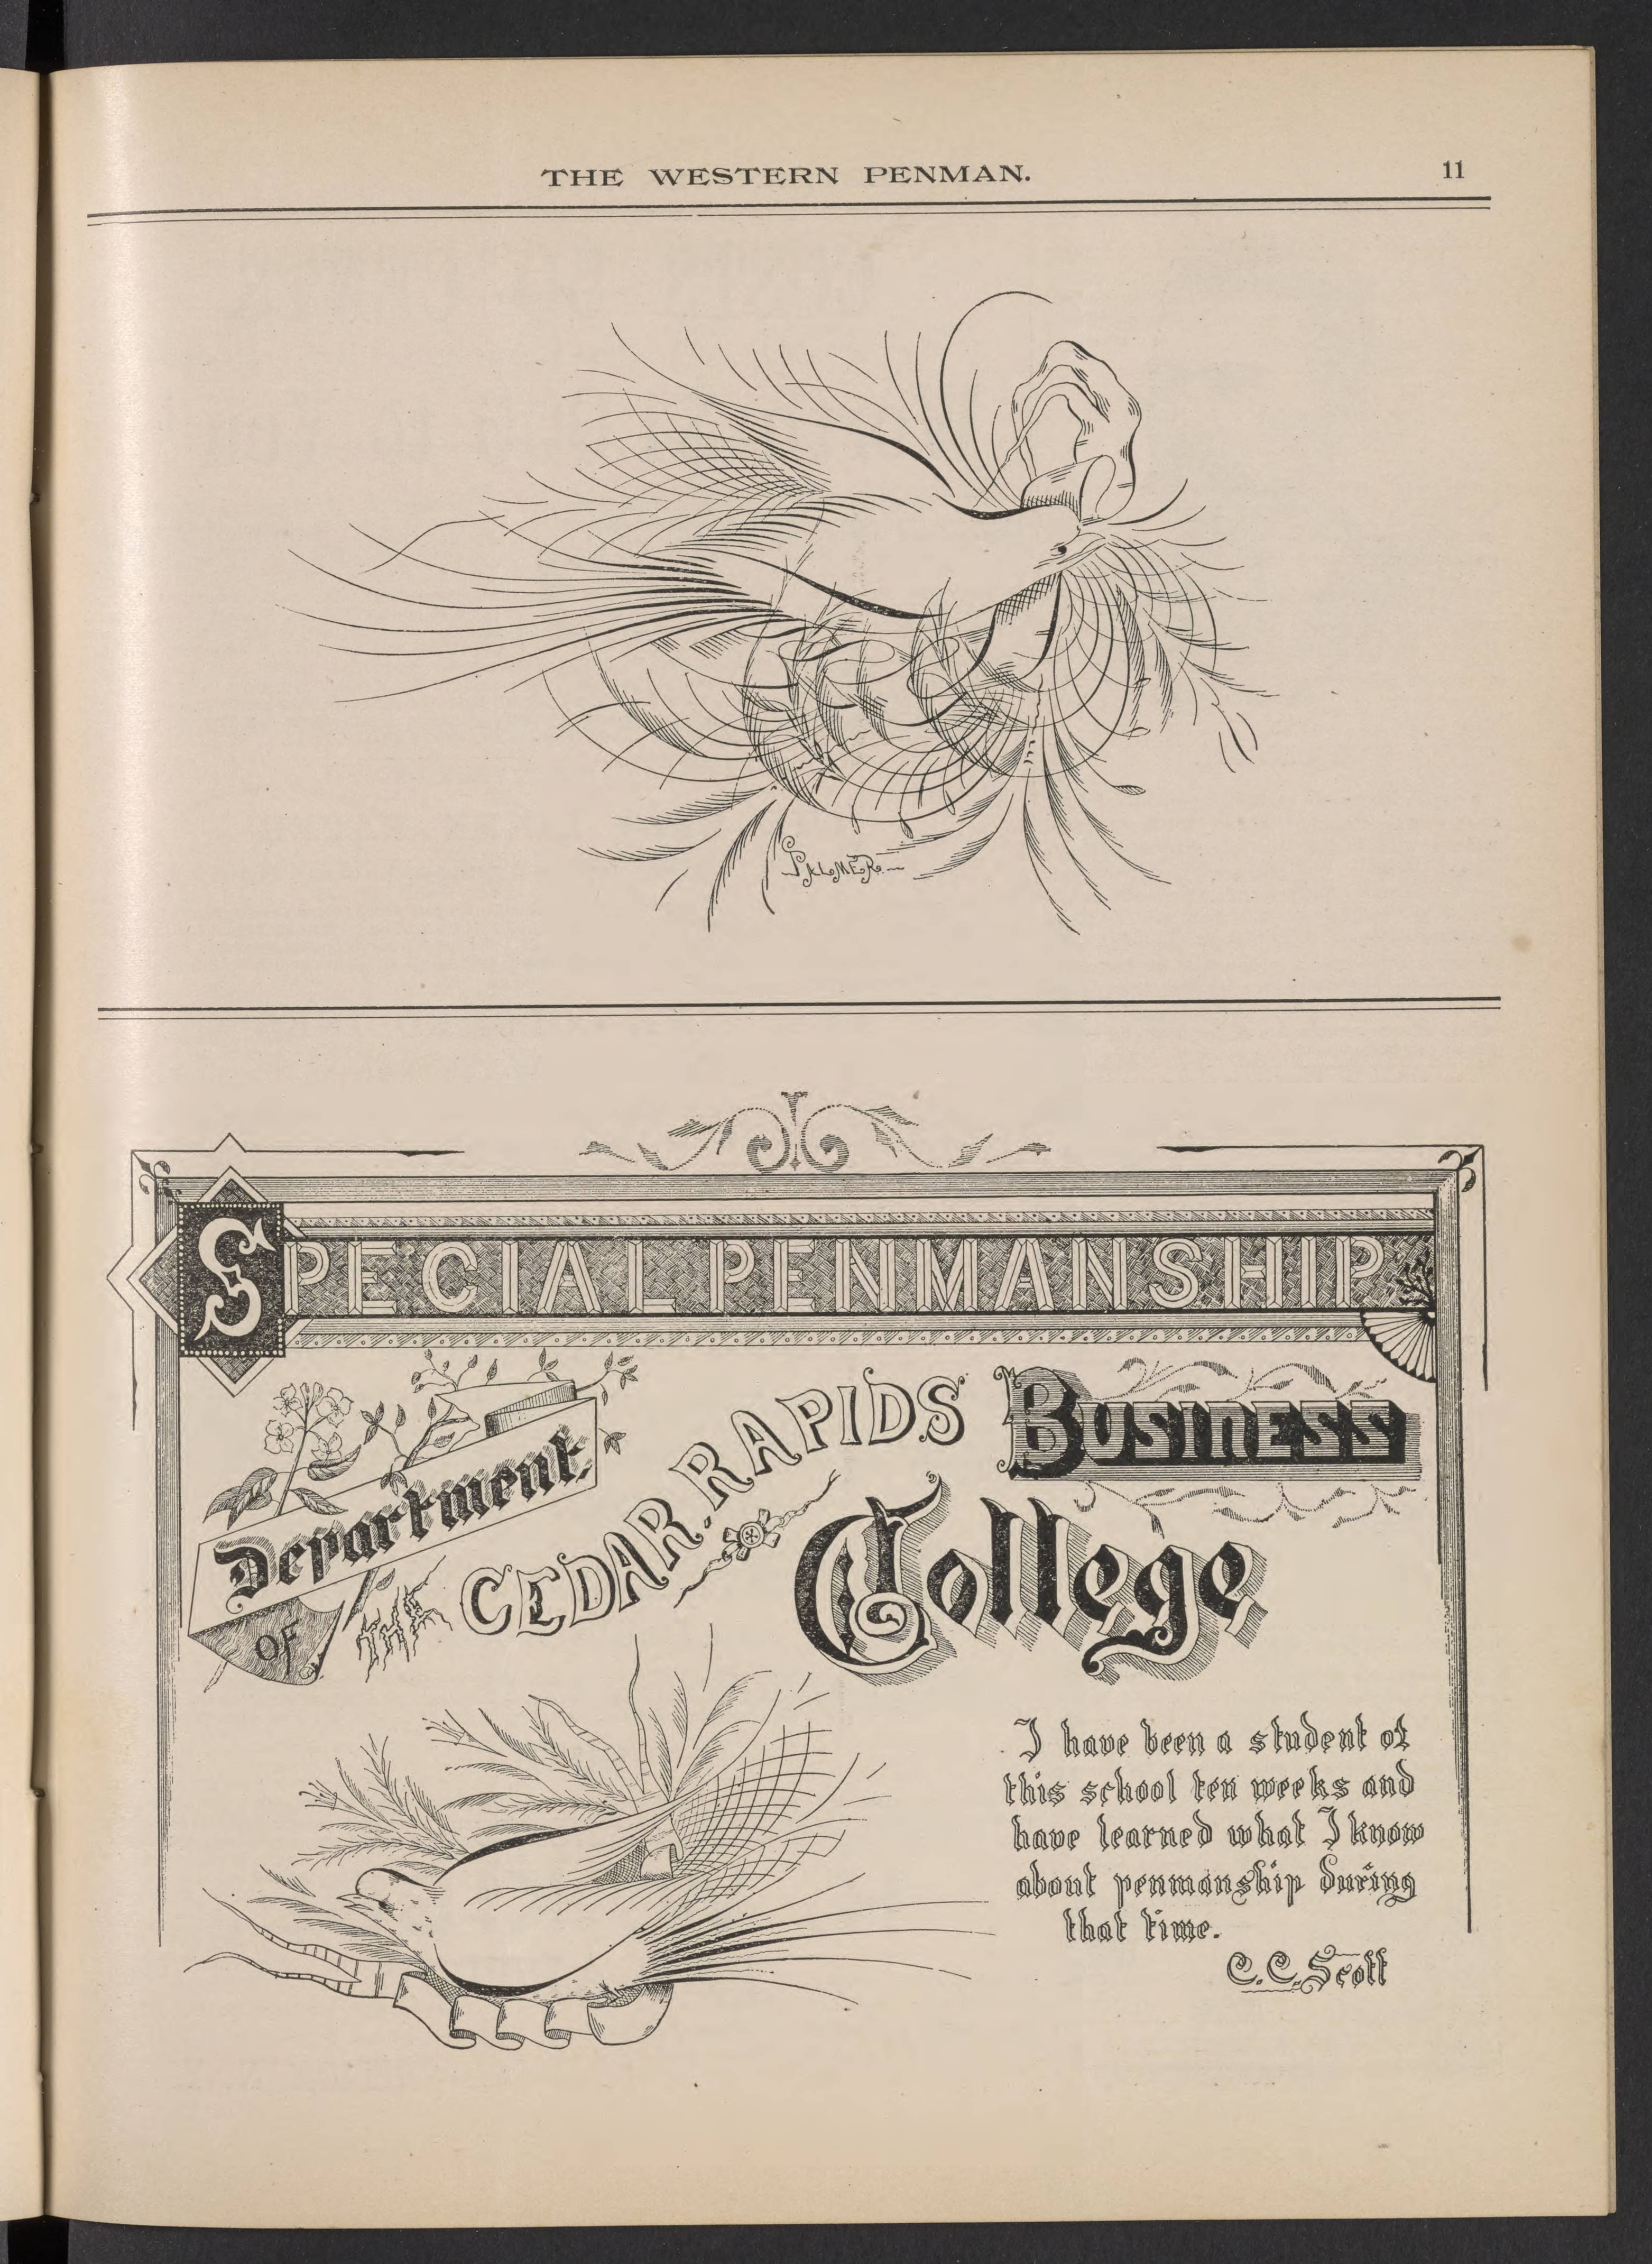 THE WESTERN PENMAN.
11
PALMER
SPECIAL PENMANSHIP
Department
OF THE CEDAR RAPIDS
BUSINESS
College
I have been a student of
this school ten weeks and
have learned what I know
about penmanship during
that time.
C.C. Scott